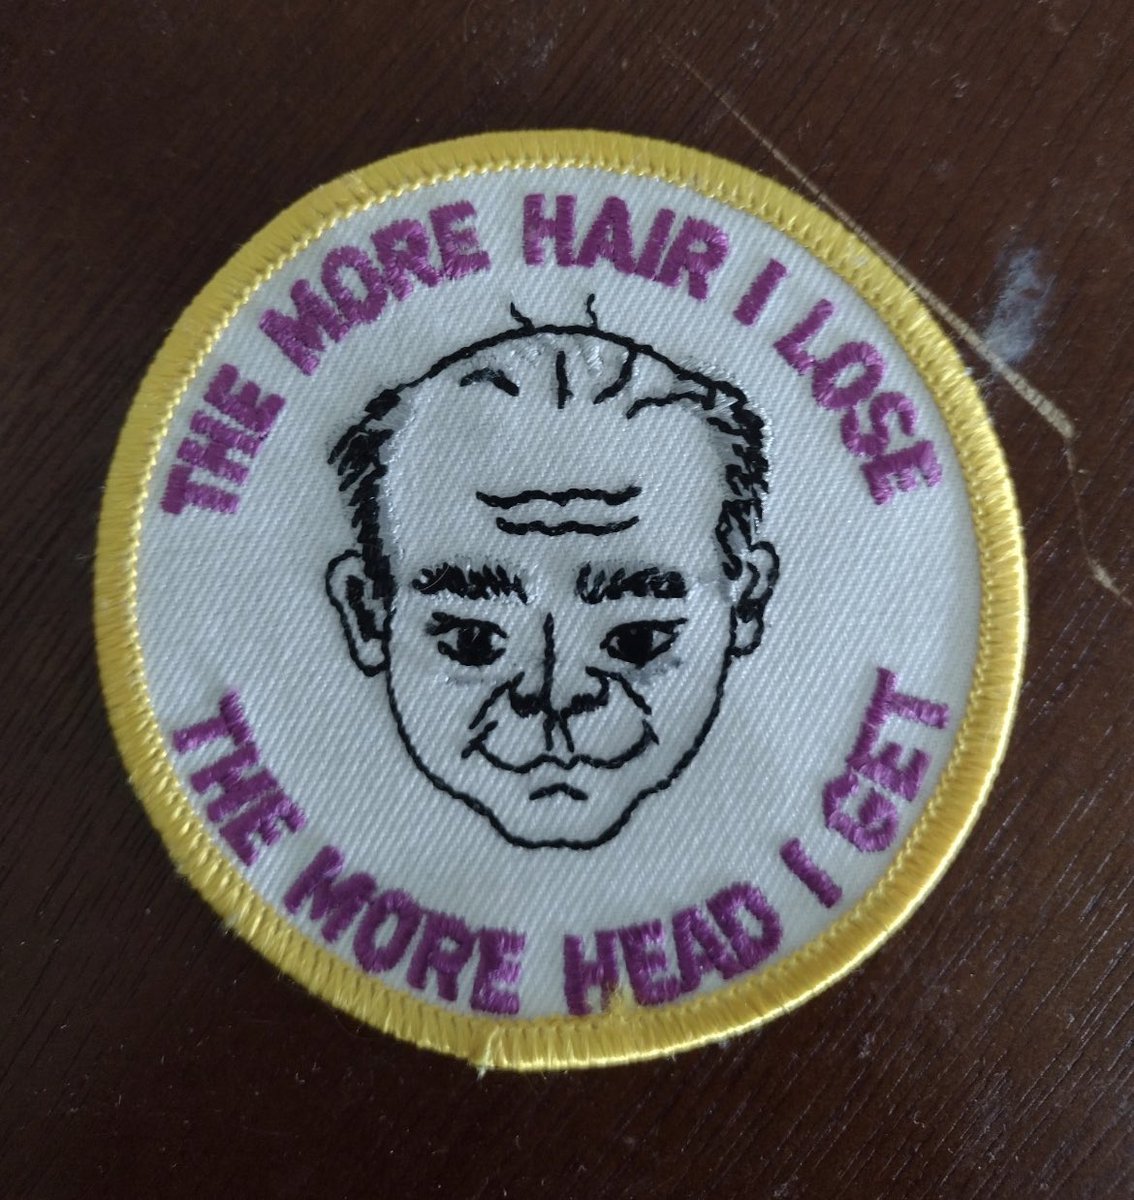 THE MORE HAIR I LOSE
THE MORE HEAD I GET